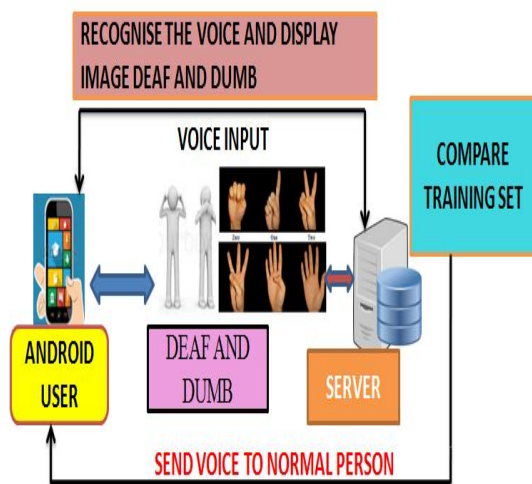 RECOGNISE THE VOICE AND DISPLAY
IMAGE DEAF AND DUMB
VOICE INPUT
COMPARE
TRAINING SET
Two
ANDROID
USER
DEAF AND
DUMB
SERVER
SEND VOICE TO NORMAL PERSON